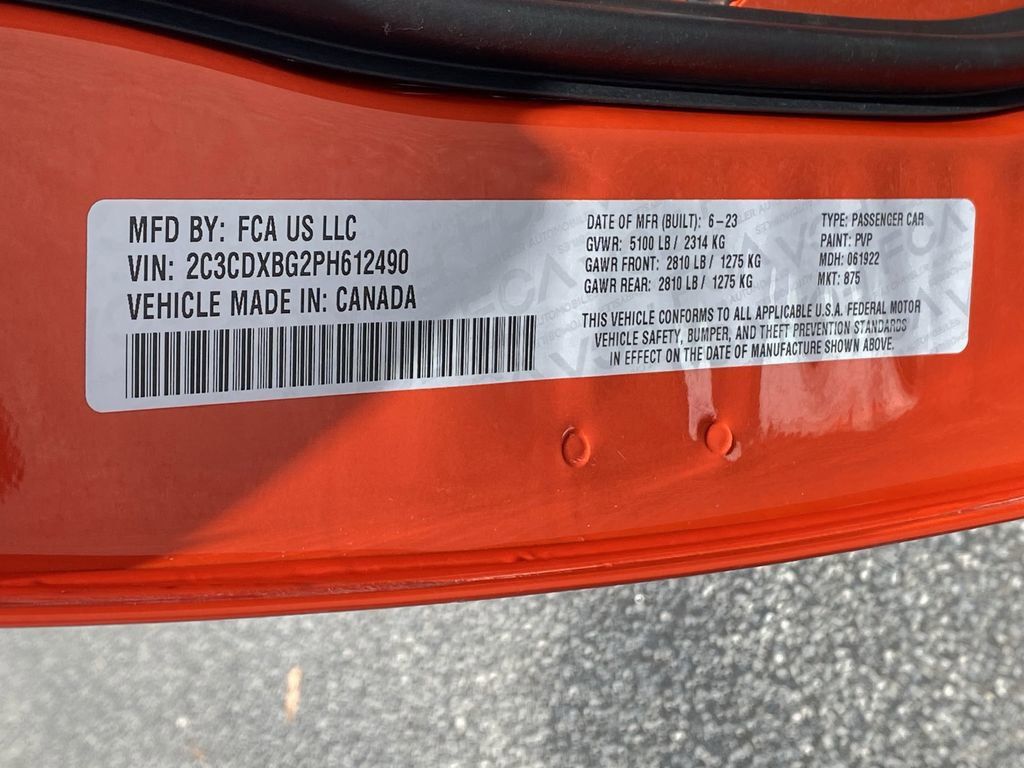 MFD BY: FCA US LLC
VIN: 2C3CDXBG2PH612490
VEHICLE MADE IN: CANADA
DATE OF MFR (BUILT): 6-23
GVWR: 5100 LB / 2314 KG
GAWR FRONT: 2810 LB / 1275 KG
GAWR REAR: 2810 LB / 1275 KG
TYPE: PASSENGER CAR
PAINT: PVP
MDH: 061922
MKT: 875
THIS VEHICLE CONFORMS TO ALL APPLICABLE U.S.A. FEDERAL MOTOR
VEHICLE SAFETY, BUMPER, AND THEFT PREVENTION STANDARDS
IN EFFECT ON THE DATE OF MANUFACTURE SHOWN ABOVE.